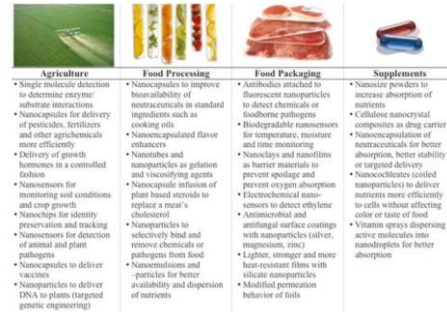 Agriculture
• Single molecule detection
to determine enzyme/
substrate interactions
• Nanocapsules for delivery
of pesticides, fertilizers
and other agrichemicals
more efficiently
• Delivery of growth
hormones in a controlled
fashion
• Nanosensors for
monitoring soil conditions
and crop growth
• Nanochips for identity
preservation and tracking
• Nanosensors for detection
of animal and plant
pathogens
• Nanocapsules to deliver
vaccines
• Nanoparticles to deliver
DNA to plants (targeted
genetic engineering)
Food Processing
• Nanocapsules to improve
bioavailability of
neutraceuticals in standard
ingredients such as
cooking oils
• Nanoencapsulated flavor
enhancers
• Nanotubes and
nanoparticles as gelation and
viscosifying agents
• Nanocapsule infusion of
plant based steroids to
replace a meat's
cholesterol
• Nanoparticles to
selectively bind and
remove chemicals or
pathogens from food
• Nanoemulsions and
–particles for better
availability and dispersion
of nutrients
Food Packaging
• Antibodies attached to
fluorescent nanoparticles
to detect chemicals or
foodborne pathogens
• Biodegradable nanosensors
for temperature, moisture
and time monitoring
• Nanoclays and nanofilms
as barrier materials to
prevent spoilage and
prevent oxygen absorption
• Electrochemical nano-
sensors to detect ethylene
• Antimicrobial and
antifungal surface coatings
with nanoparticles (silver,
magnesium, zinc)
• Lighter, stronger and more
heat-resistant films with
silicate nanoparticles
• Modified permeation
behavior of foils
Supplements
• Nanosize powders to
increase absorption of
nutrients
• Cellulose nanocrystal
composites as drug carrier
• Nanoencapsulation of
neutraceuticals for better
absorption, better stability
or targeted delivery
• Nanocochleates (coiled
nanoparticles) to deliver
nutrients more efficiently
to cells without affecting
color or taste of food
• Vitamin sprays dispersing
active molecules into
nanodroplets for better
absorption